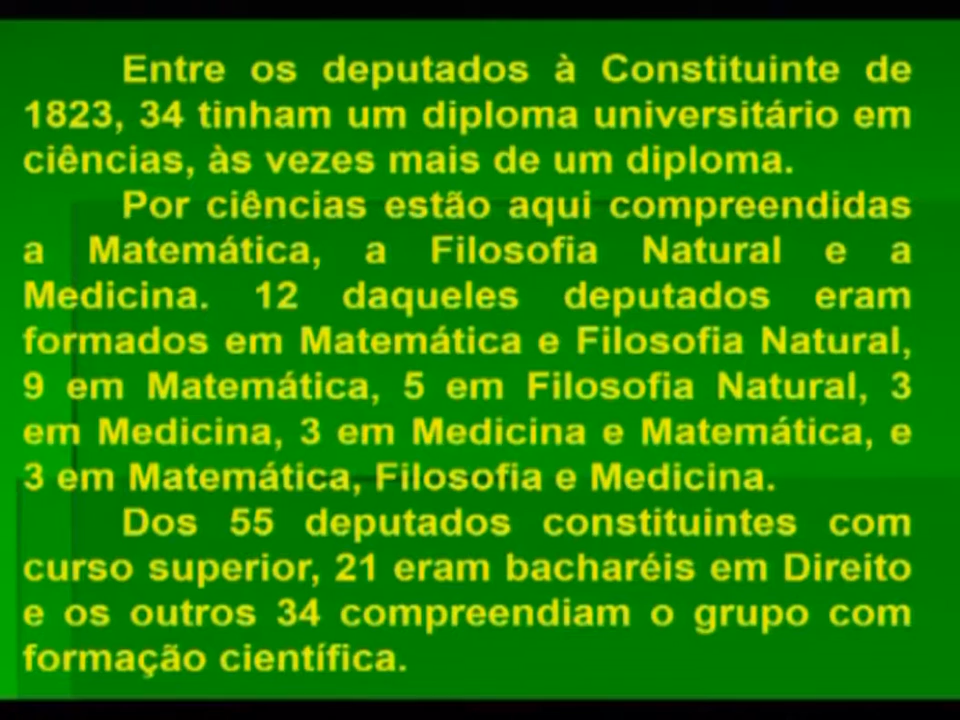 Entre os deputados à Constituinte de
1823, 34 tinham um diploma universitário em
ciências, às vezes mais de um diploma.
Por ciências estão aqui compreendidas
a Matemática, a Filosofia Natural e a
Medicina. 12 daqueles deputados eram
formados em Matemática e Filosofia Natural,
9 em Matemática, 5 em Filosofia Natural, 3
em Medicina, 3 em Medicina e Matemática, e
3 em Matemática, Filosofia e Medicina.
Dos 55 deputados constituintes com
curso superior, 21 eram bacharéis em Direito
e os outros 34 compreendiam o grupo com
formação científica.